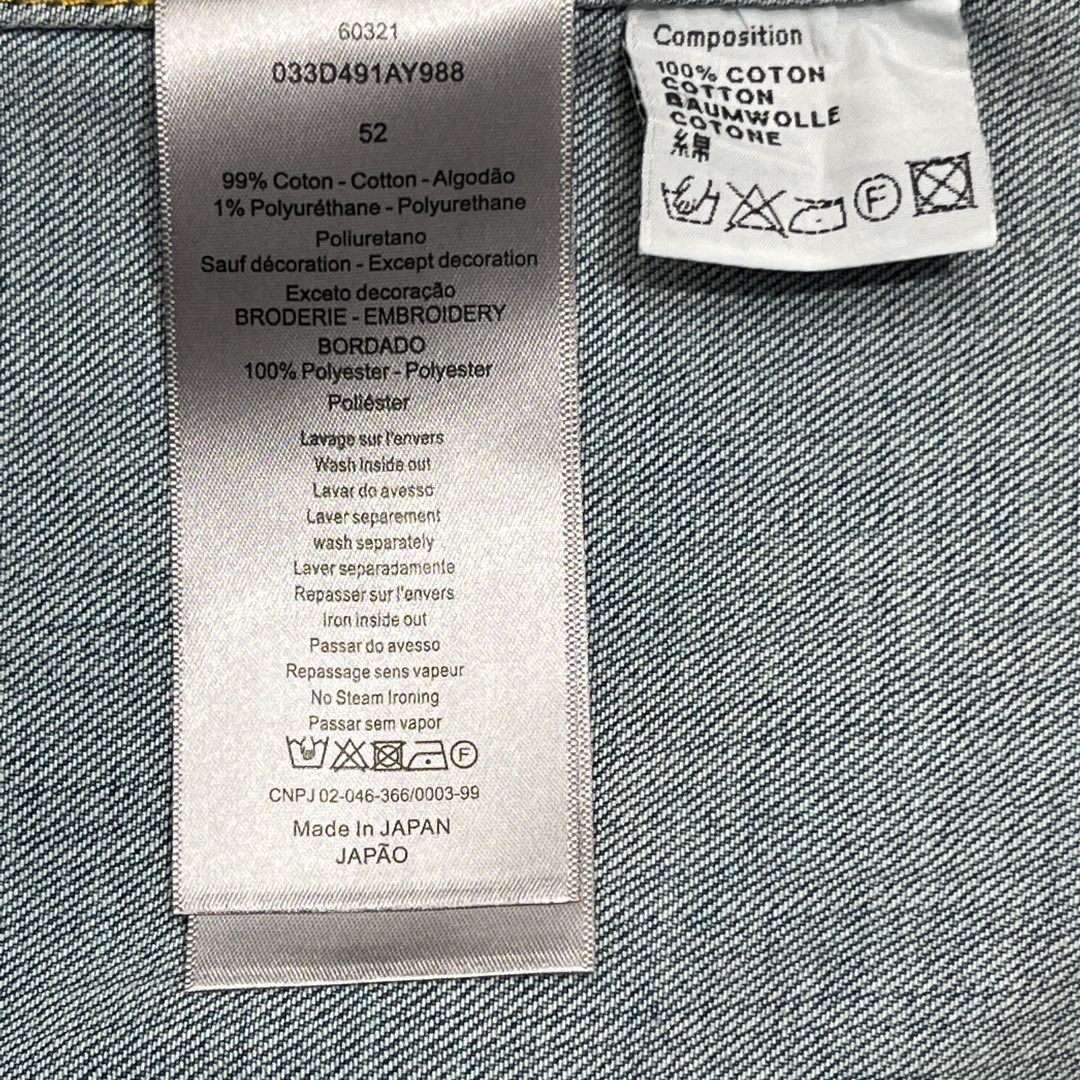 60321
033D491AY988
52
99% Coton - Cotton - Algodão
1% Polyuréthane - Polyurethane
Poliuretano
Sauf décoration - Except decoration
Exceto decoração
BRODERIE - EMBROIDERY
BORDADO
100% Polyester - Polyester
Poliéster
Lavage sur l'envers
Wash Inside out
Lavar do avesso
Laver separement
wash separately
Laver separadamente
Repasser sur l'envers
Iron inside out
Passar do avesso
Repassage sens vapeur
No Steam Ironing
Passar sem vapor
F
CNPJ 02-046-366/0003-99
Made In JAPAN
JAPÃO
Composition
100% COTON
COTTON
BAUMWOLLE
COTONE
綿
F